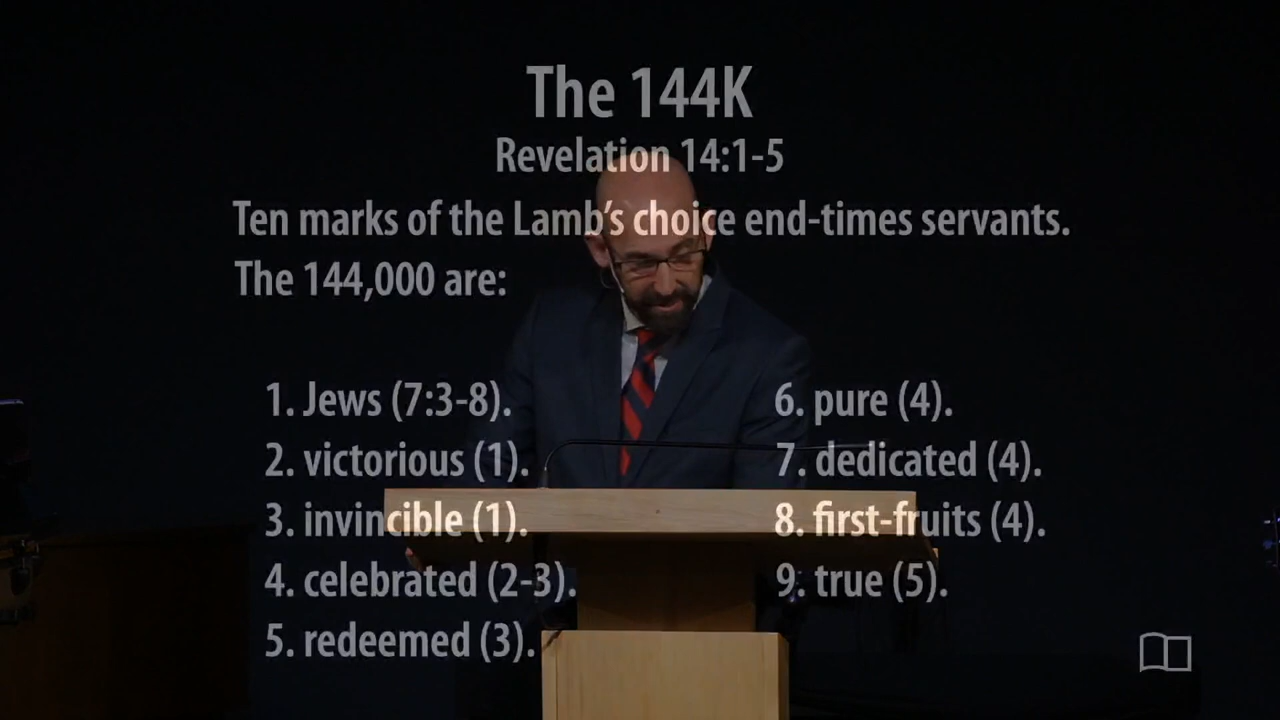 The 144K
Revelation 14:1-5
Ten marks of the Lamb's choice end-times servants.
The 144,000 are:
1. Jews (7:3-8).
2. victorious (1).
3. invincible (1).
4. celebrated (2-3).
5. redeemed (3).
6. pure (4).
7. dedicated (4).
8. first-fruits (4).
9. true (5).